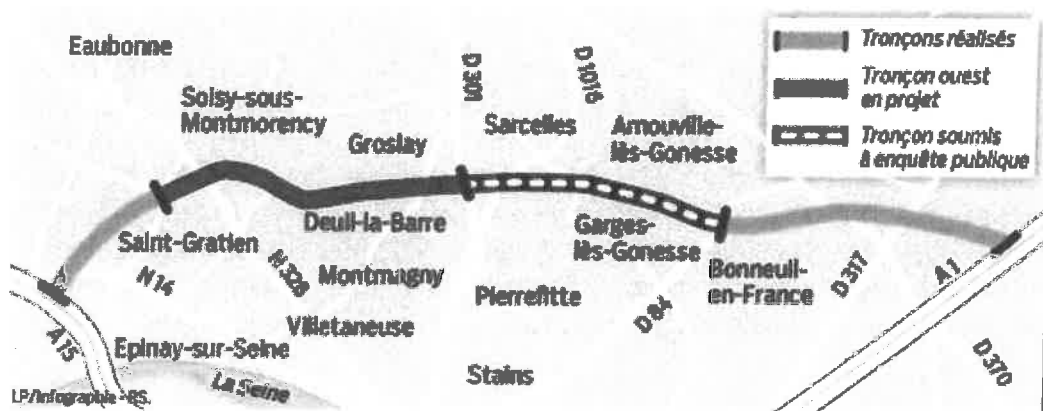 Eaubonne
Tronçons réalisés
Tronçon ouest
en projet
Tronçon soumis
à enquête publique
D 301
D 1016
Soisy-sous-
Montmorency
Groslay
Sarcelles
Arnouville-
lès-Gonesse
Deuil-la-Barre
Saint-Gratien
Garges-
lès-Gonesse
N 14
N 328
Montmagny
Bonneuil-
en-France
D 317
A 1
Pierrefitte
D 84
Villetaneuse
A 15
Epinay-sur-Seine
La Seine
Stains
D 370
LP/Infographie - RS.